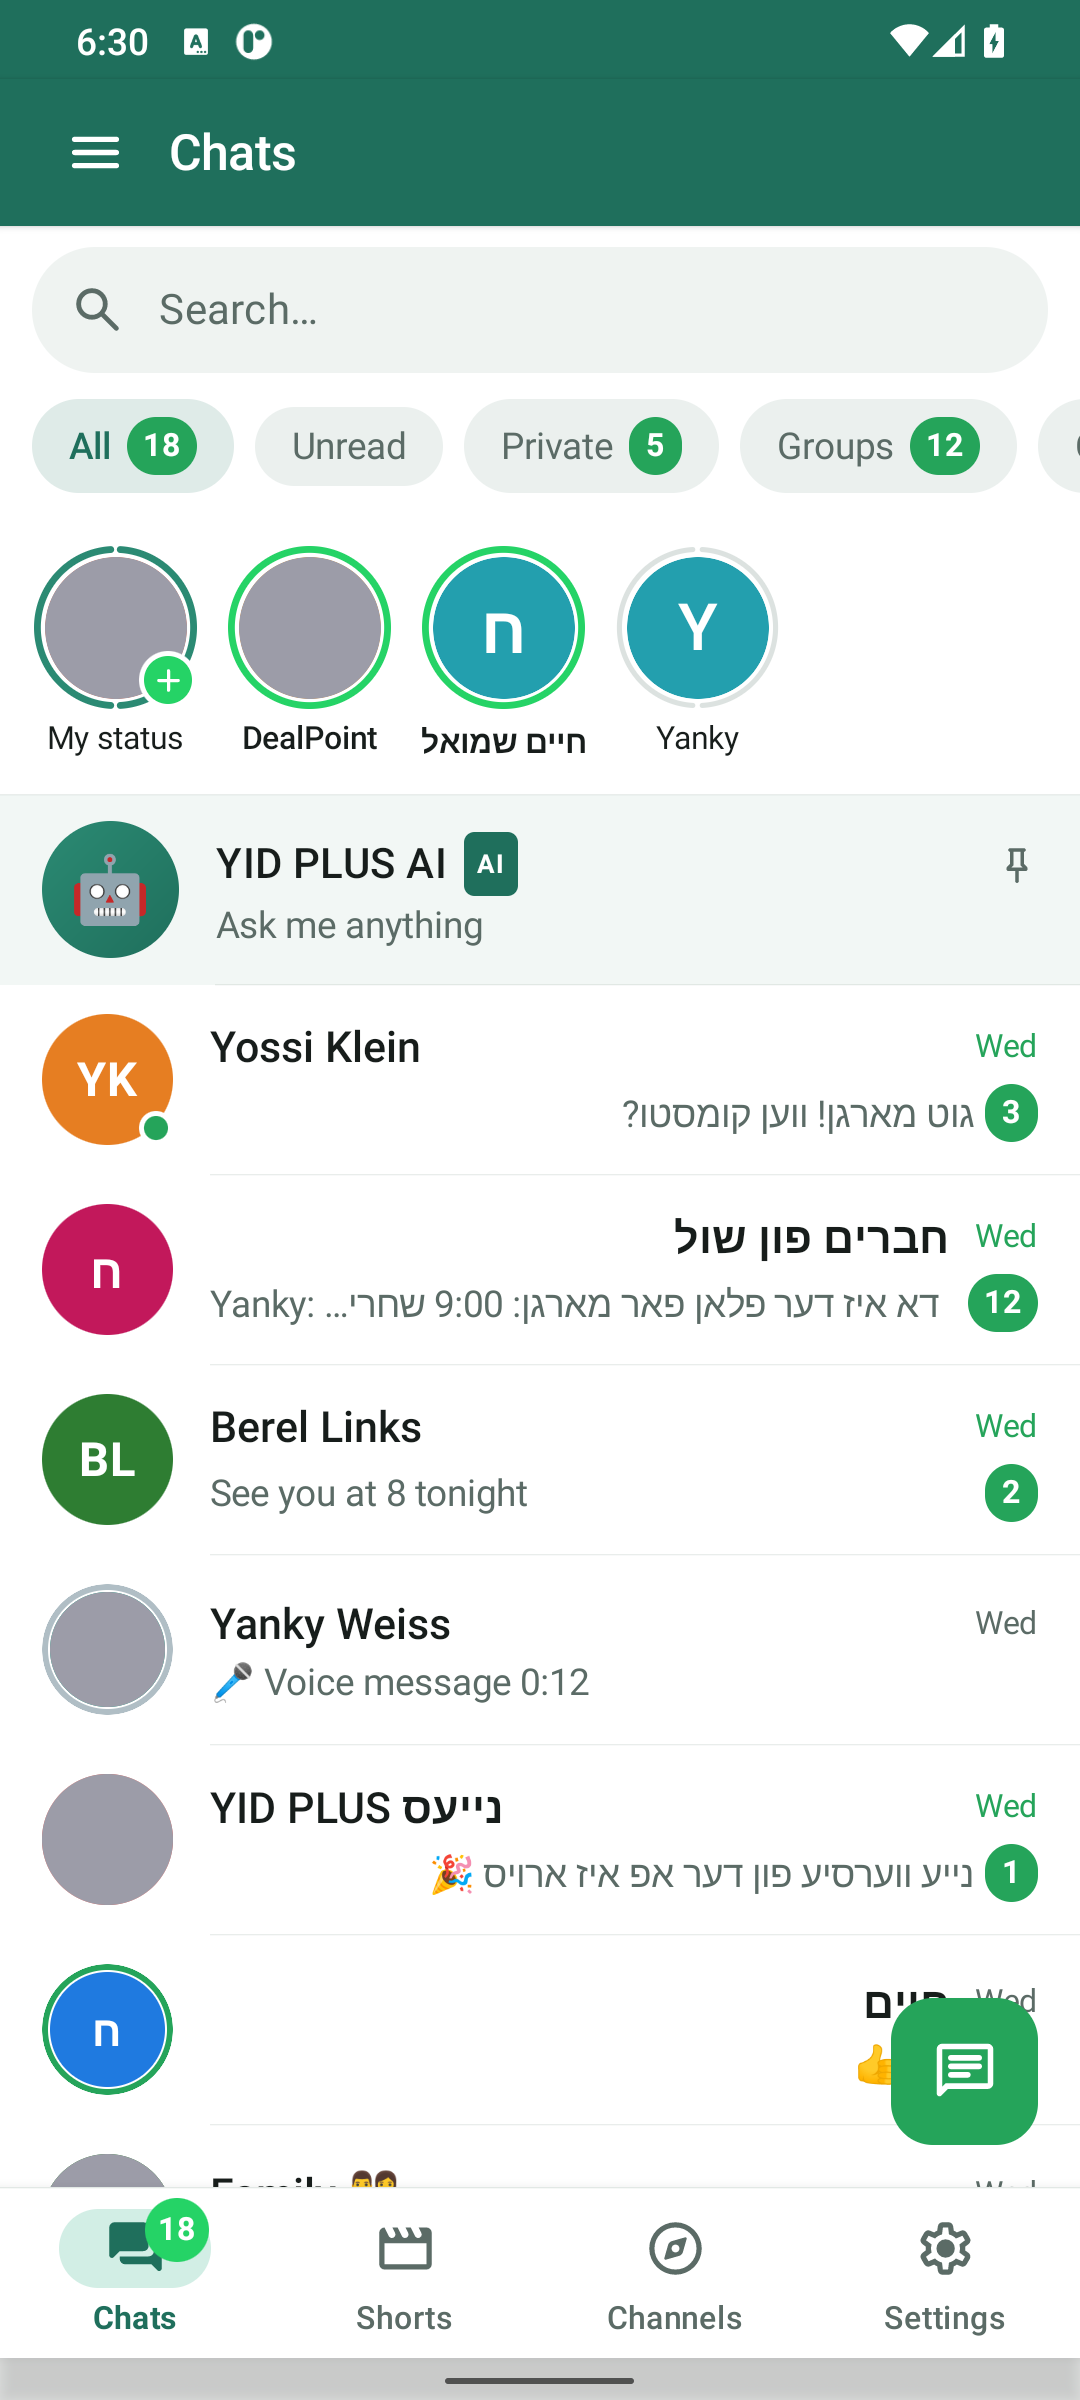 6:30
Chats
Search...
All 18
Unread
Private 5
Groups 12
My status
DealPoint
ח
חיים שמואל
Y
Yanky
YID PLUS AI AI
Ask me anything
YK
Yossi Klein
Wed
גוט מארגן! ווען קומסטו?
3
ח
חברים פון שול
Wed
Yanky: דא איז דער פלאן פאר מארגן: 9:00 שחרי...
12
BL
Berel Links
Wed
See you at 8 tonight
2
Yanky Weiss
Wed
🎤 Voice message 0:12
YID PLUS נייעס
Wed
נייע ווערסיע פון דער אפ איז ארויס 🎉
1
ח
חיים
Wed
👍
Family
Wed
18
Chats
Shorts
Channels
Settings